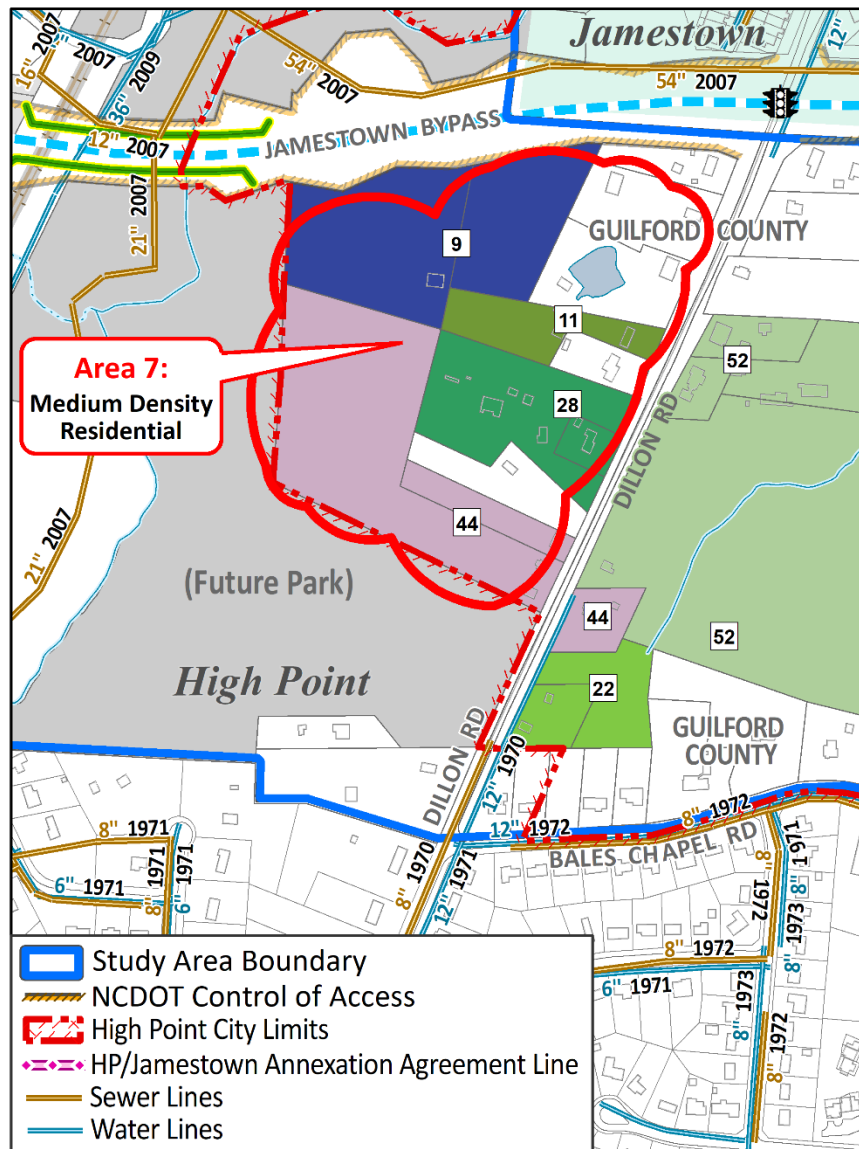 2007
16"
2007
2009
36"
54"
2007
Jamestown
12"
54"
2007
12"
2007
JAMESTOWN BYPASS
2007
21"
9
GUILFORD COUNTY
11
Area 7:
Medium Density
Residential
52
28
DILLON RD
44
2007
21"
(Future Park)
44
52
High Point
22
GUILFORD
COUNTY
DILLON RD
12" 1970
8" 1972
12" 1972
BALES CHAPEL RD
8" 1971
1971
8"
1971
6"
6" 1971
8" 1970
12" 1971
8"
1972
1971
8"
1973
8"
8" 1972
6" 1971
1973
8"
1972
8"
Study Area Boundary
NCDOT Control of Access
High Point City Limits
HP/Jamestown Annexation Agreement Line
Sewer Lines
Water Lines